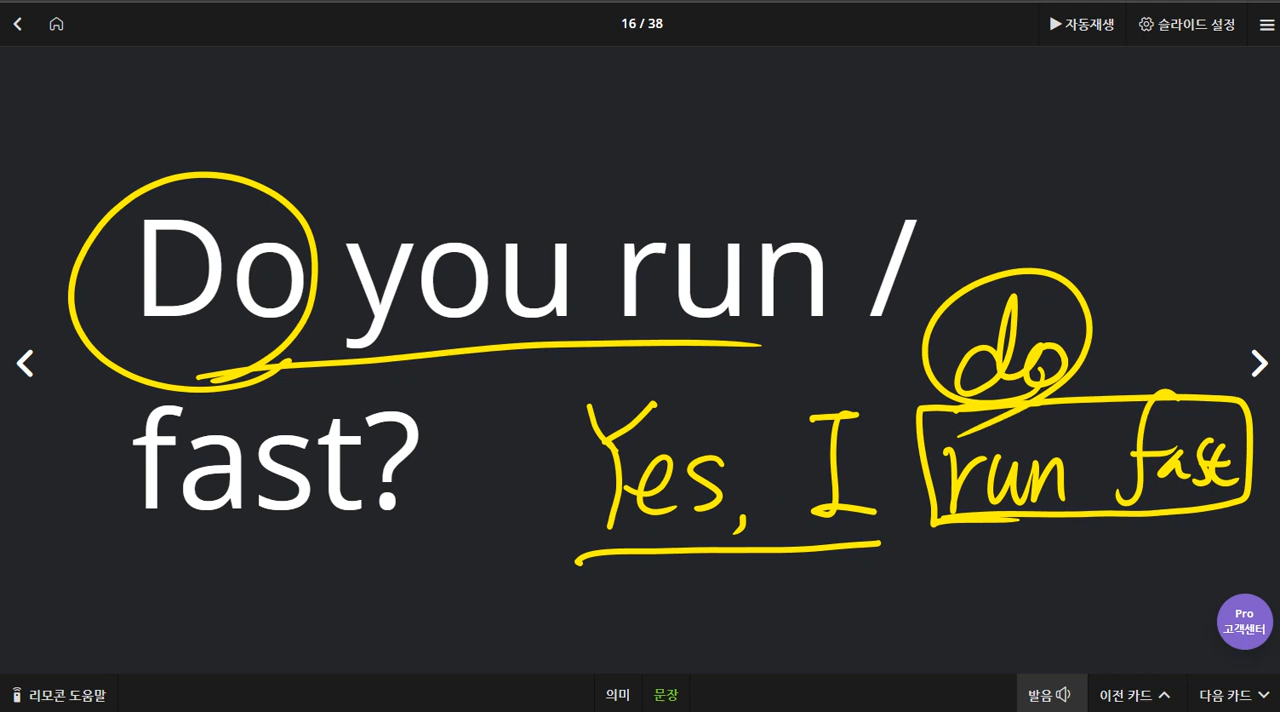 16 / 38
자동재생
슬라이드 설정
Do you run /
fast?
do
Yes, I run fast
Pro
고객센터
리모콘 도움말
의미
문장
발음
이전 카드
다음 카드